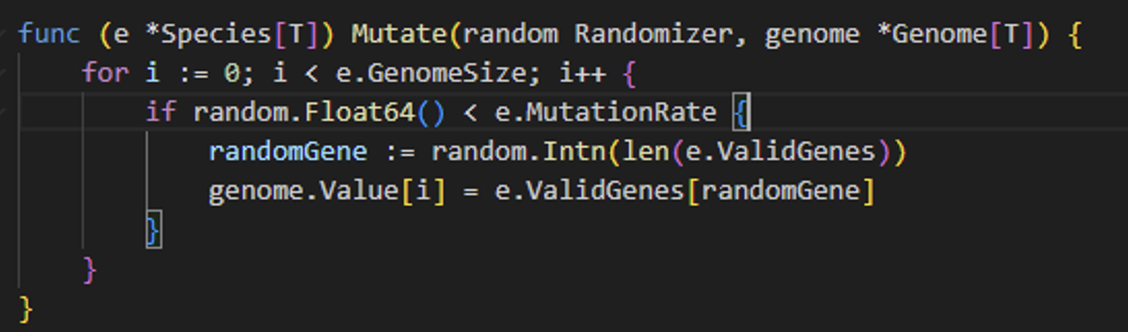 func (e *Species[T]) Mutate(random Randomizer, genome *Genome[T]) {
    for i := 0; i < e.GenomeSize; i++ {
        if random.Float64() < e.MutationRate {
            randomGene := random.Intn(len(e.ValidGenes))
            genome.Value[i] = e.ValidGenes[randomGene]
        }
    }
}